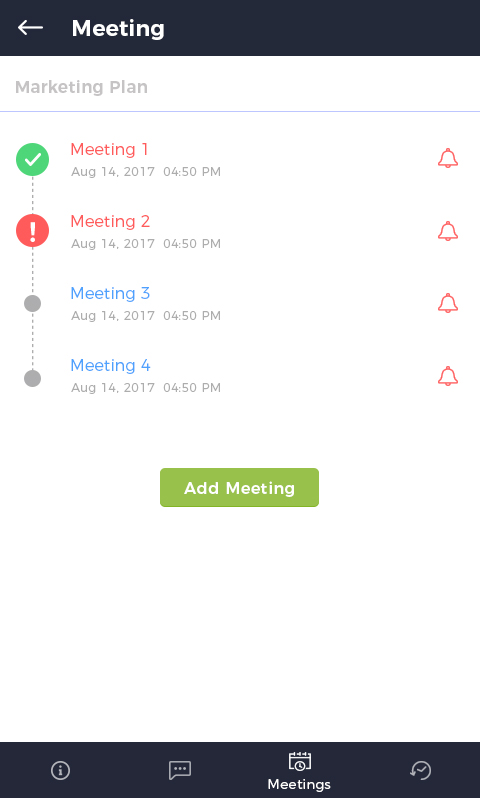 Meeting
Marketing Plan
Meeting 1
Aug 14, 2017 04:50 PM
Meeting 2
Aug 14, 2017 04:50 PM
Meeting 3
Aug 14, 2017 04:50 PM
Meeting 4
Aug 14, 2017 04:50 PM
Add Meeting
Meetings